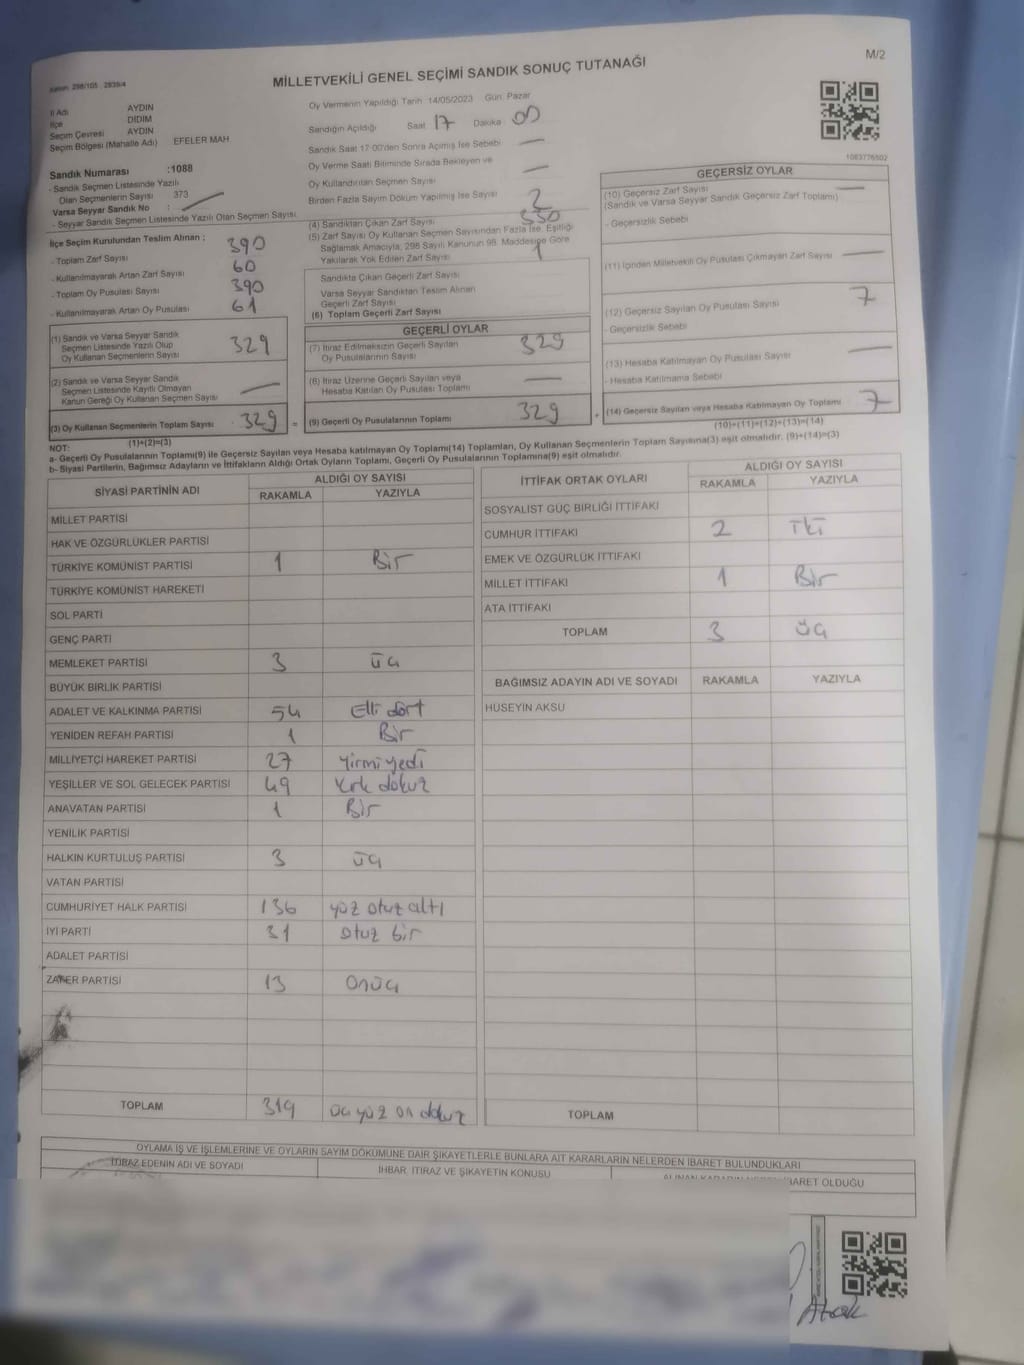 M/2
Kanun: 298/105 , 2839/4
MİLLETVEKİLİ GENEL SEÇİMİ SANDIK SONUÇ TUTANAĞI
İl Adı AYDIN
İlçe DİDİM
Seçim Çevresi AYDIN
Seçim Bölgesi (Mahalle Adı) EFELER MAH
Sandık Numarası :1088
- Sandık Seçmen Listesinde Yazılı
Olan Seçmenlerin Sayısı 373
Varsa Seyyar Sandık No : —
- Seyyar Sandık Seçmen Listesinde Yazılı Olan Seçmen Sayısı:
İlçe Seçim Kurulundan Teslim Alınan ;
- Toplam Zarf Sayısı 390
- Kullanılmayarak Artan Zarf Sayısı 60
- Toplam Oy Pusulası Sayısı 390
- Kullanılmayarak Artan Oy Pusulası 61
(1) Sandık ve Varsa Seyyar Sandık
Seçmen Listesinde Yazılı Olup
Oy Kullanan Seçmenlerin Sayısı 329
(2) Sandık ve Varsa Seyyar Sandık
Seçmen Listesinde Kayıtlı Olmayan
Kanun Gereği Oy Kullanan Seçmen Sayısı —
(3) Oy Kullanan Seçmenlerin Toplam Sayısı 329 =
(1)+(2)=(3)
Oy Vermenin Yapıldığı Tarih 14/05/2023 Gün: Pazar
Sandığın Açıldığı Saat 17 Dakika 00
Sandık Saat 17:00'den Sonra Açılmış İse Sebebi —
Oy Verme Saati Bitiminde Sırada Bekleyen ve
Oy Kullandırılan Seçmen Sayısı —
Birden Fazla Sayım Döküm Yapılmış İse Sayısı 2
(4) Sandıktan Çıkan Zarf Sayısı 330
(5) Zarf Sayısı Oy Kullanan Seçmen Sayısından Fazla İse, Eşitliği
Sağlamak Amacıyla, 298 Sayılı Kanunun 98. Maddesine Göre
Yakılarak Yok Edilen Zarf Sayısı 1
Sandıkta Çıkan Geçerli Zarf Sayısı
Varsa Seyyar Sandıktan Teslim Alınan
Geçerli Zarf Sayısı
(6) Toplam Geçerli Zarf Sayısı
GEÇERLİ OYLAR
(7) İtiraz Edilmeksizin Geçerli Sayılan
Oy Pusulalarının Sayısı 329
(8) İtiraz Üzerine Geçerli Sayılan veya
Hesaba Katılan Oy Pusulası Toplamı —
(9) Geçerli Oy Pusulalarının Toplamı 329 +
1083776502
GEÇERSİZ OYLAR
(10) Geçersiz Zarf Sayısı —
(Sandık ve Varsa Seyyar Sandık Geçersiz Zarf Toplamı)
- Geçersizlik Sebebi
(11) İçinden Milletvekili Oy Pusulası Çıkmayan Zarf Sayısı —
(12) Geçersiz Sayılan Oy Pusulası Sayısı 7
- Geçersizlik Sebebi
(13) Hesaba Katılmayan Oy Pusulası Sayısı —
- Hesaba Katılmama Sebebi
(14) Geçersiz Sayılan veya Hesaba Katılmayan Oy Toplamı 7
(10)+(11)+(12)+(13)=(14)
NOT:
a- Geçerli Oy Pusulalarının Toplamı(9) ile Geçersiz Sayılan veya Hesaba katılmayan Oy Toplamı(14) Toplamları, Oy Kullanan Seçmenlerin Toplam Sayısına(3) eşit olmalıdır. (9)+(14)=(3)
b- Siyasi Partilerin, Bağımsız Adayların ve İttifakların Aldığı Ortak Oyların Toplamı, Geçerli Oy Pusulalarının Toplamına(9) eşit olmalıdır.
SİYASİ PARTİNİN ADI ALDIĞI OY SAYISI
RAKAMLA YAZIYLA
MİLLET PARTİSİ
HAK VE ÖZGÜRLÜKLER PARTİSİ
TÜRKİYE KOMÜNİST PARTİSİ 1 Bir
TÜRKİYE KOMÜNİST HAREKETİ
SOL PARTİ
GENÇ PARTİ
MEMLEKET PARTİSİ 3 üç
BÜYÜK BİRLİK PARTİSİ
ADALET VE KALKINMA PARTİSİ 54 Elli dört
YENİDEN REFAH PARTİSİ 1 Bir
MİLLİYETÇİ HAREKET PARTİSİ 27 Yirmi yedi
YEŞİLLER VE SOL GELECEK PARTİSİ 49 Kırk dokuz
ANAVATAN PARTİSİ 1 Bir
YENİLİK PARTİSİ
HALKIN KURTULUŞ PARTİSİ 3 üç
VATAN PARTİSİ
CUMHURİYET HALK PARTİSİ 136 yüz otuz altı
İYİ PARTİ 31 otuz bir
ADALET PARTİSİ
ZAFER PARTİSİ 13 onüç
TOPLAM 319 üç yüz on dokuz
İTTİFAK ORTAK OYLARI ALDIĞI OY SAYISI
RAKAMLA YAZIYLA
SOSYALİST GÜÇ BİRLİĞİ İTTİFAKI
CUMHUR İTTİFAKI 2 İki
EMEK VE ÖZGÜRLÜK İTTİFAKI
MİLLET İTTİFAKI 1 Bir
ATA İTTİFAKI
TOPLAM 3 üç
BAĞIMSIZ ADAYIN ADI VE SOYADI RAKAMLA YAZIYLA
HÜSEYİN AKSU
TOPLAM
OYLAMA İŞ VE İŞLEMLERİNE VE OYLARIN SAYIM DÖKÜMÜNE DAİR ŞİKAYETLERLE BUNLARA AİT KARARLARIN NELERDEN İBARET BULUNDUKLARI
İTİRAZ EDENİN ADI VE SOYADI İHBAR, İTİRAZ VE ŞİKAYETİN KONUSU İBARET OLDUĞU